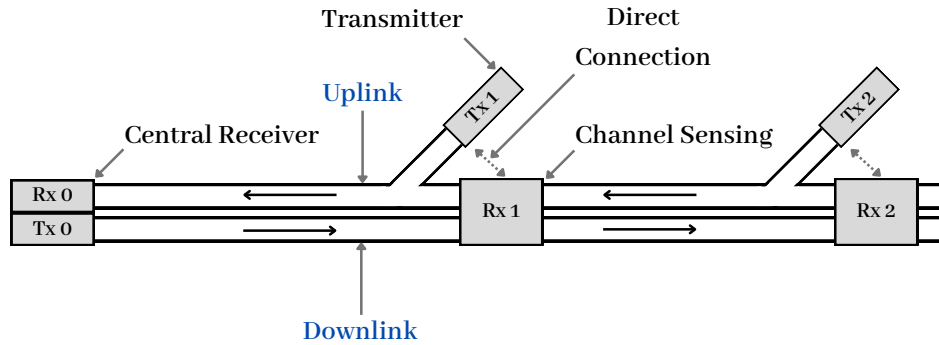 Transmitter
Direct
Connection
Uplink
Tx 1
Tx 2
Central Receiver
Channel Sensing
Rx 0
Tx 0
Rx 1
Rx 2
Downlink